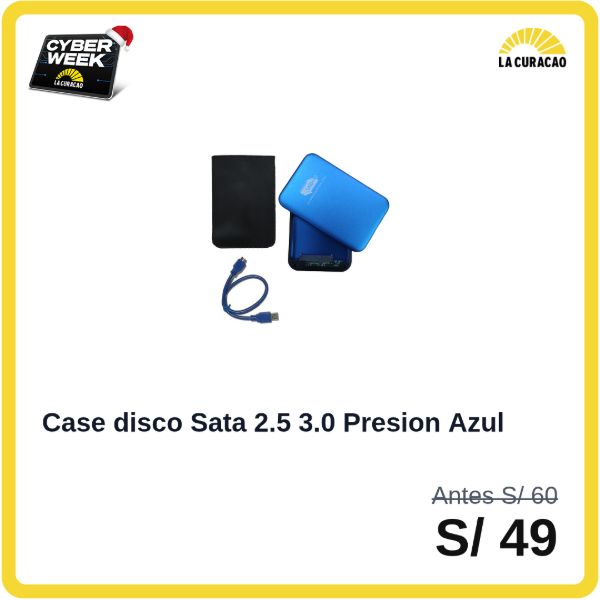 CYBER
WEEK
LA CURACAO
LA CURACAO
Case disco Sata 2.5 3.0 Presion Azul
Antes S/ 60
S/ 49